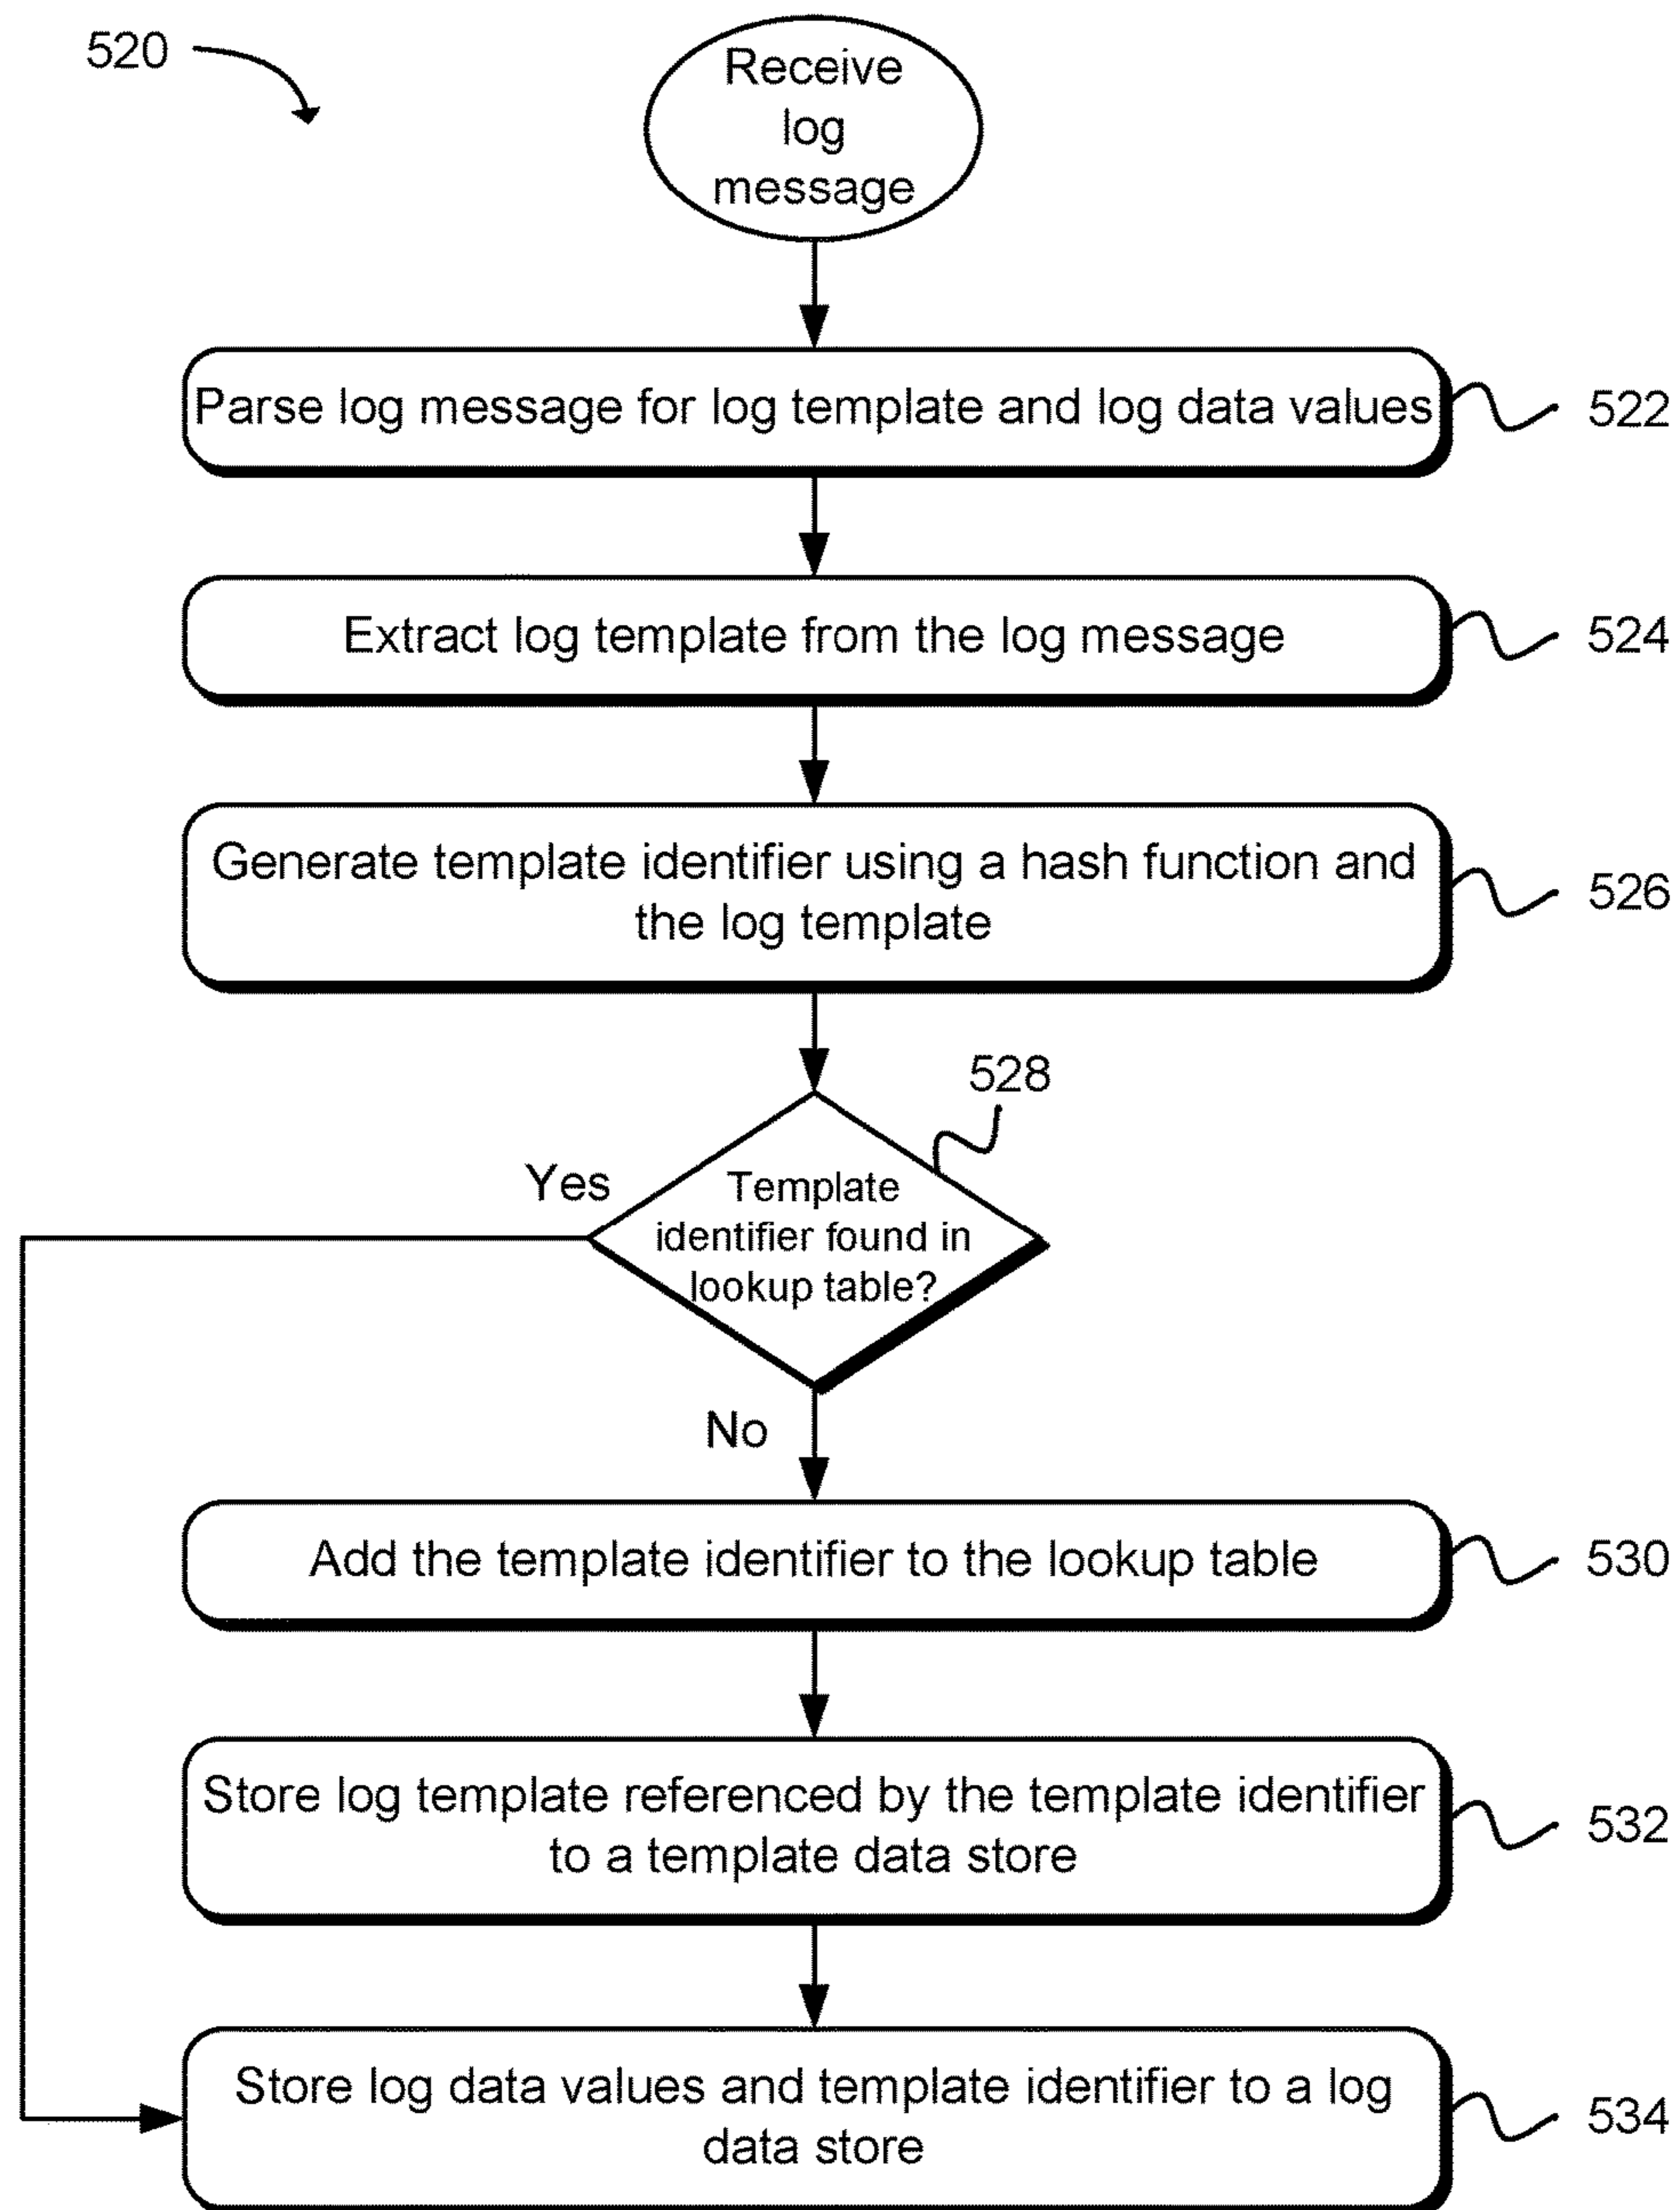 520
Receive
log
message
Parse log message for log template and log data values
522
Extract log template from the log message
524
Generate template identifier using a hash function and
the log template
526
528
Yes
Template
identifier found in
lookup table?
No
Add the template identifier to the lookup table
530
Store log template referenced by the template identifier
to a template data store
532
Store log data values and template identifier to a log
data store
534